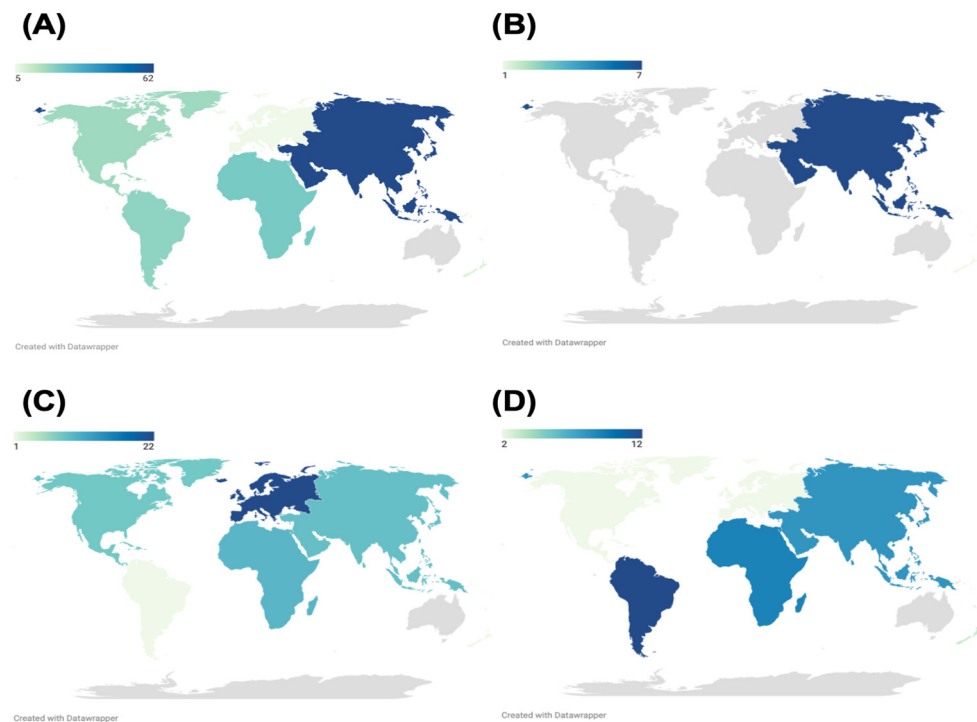 (A)
(B)
5 62
1 7
Created with Datawrapper
Created with Datawrapper
(C)
(D)
1 22
2 12
Created with Datawrapper
Created with Datawrapper